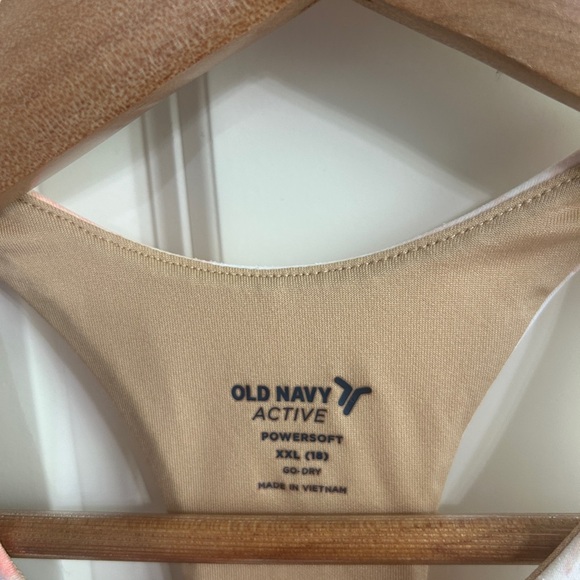 OLD NAVY
ACTIVE
POWERSOFT
XXL (18)
GO-DRY
MADE IN VIETNAM